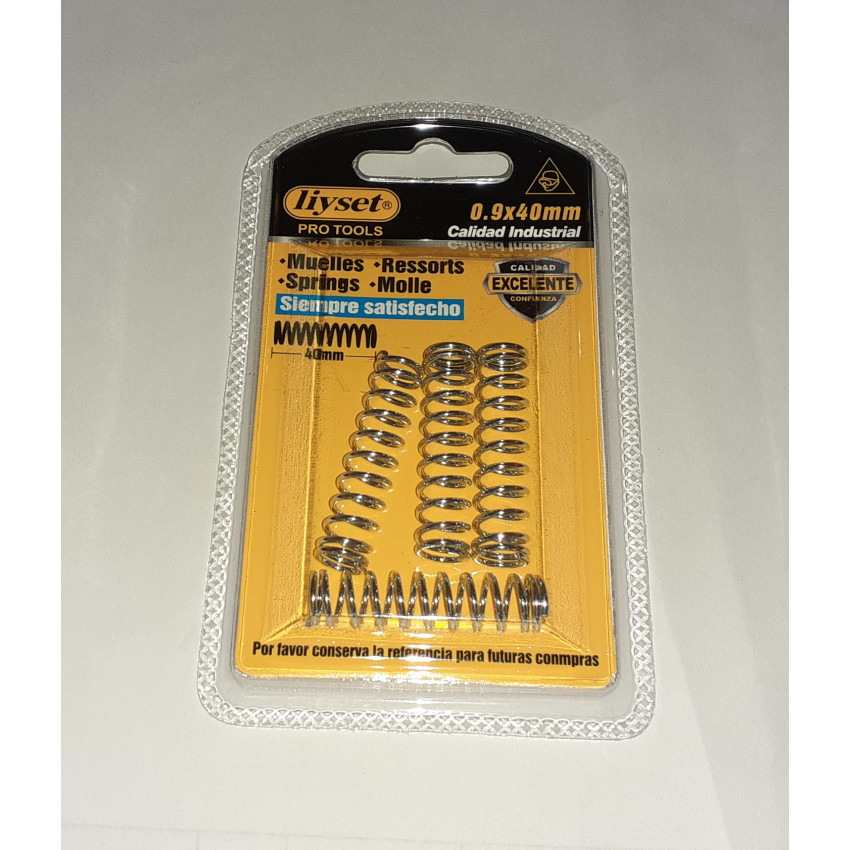 liyset®
PRO TOOLS
0.9x40mm
Calidad Industrial
•Muelles •Ressorts
•Springs •Molle
Siempre satisfecho
CALIDAD
EXCELENTE
CONFIENZA
40mm
Por favor conserva la referencia para futuras conmpras